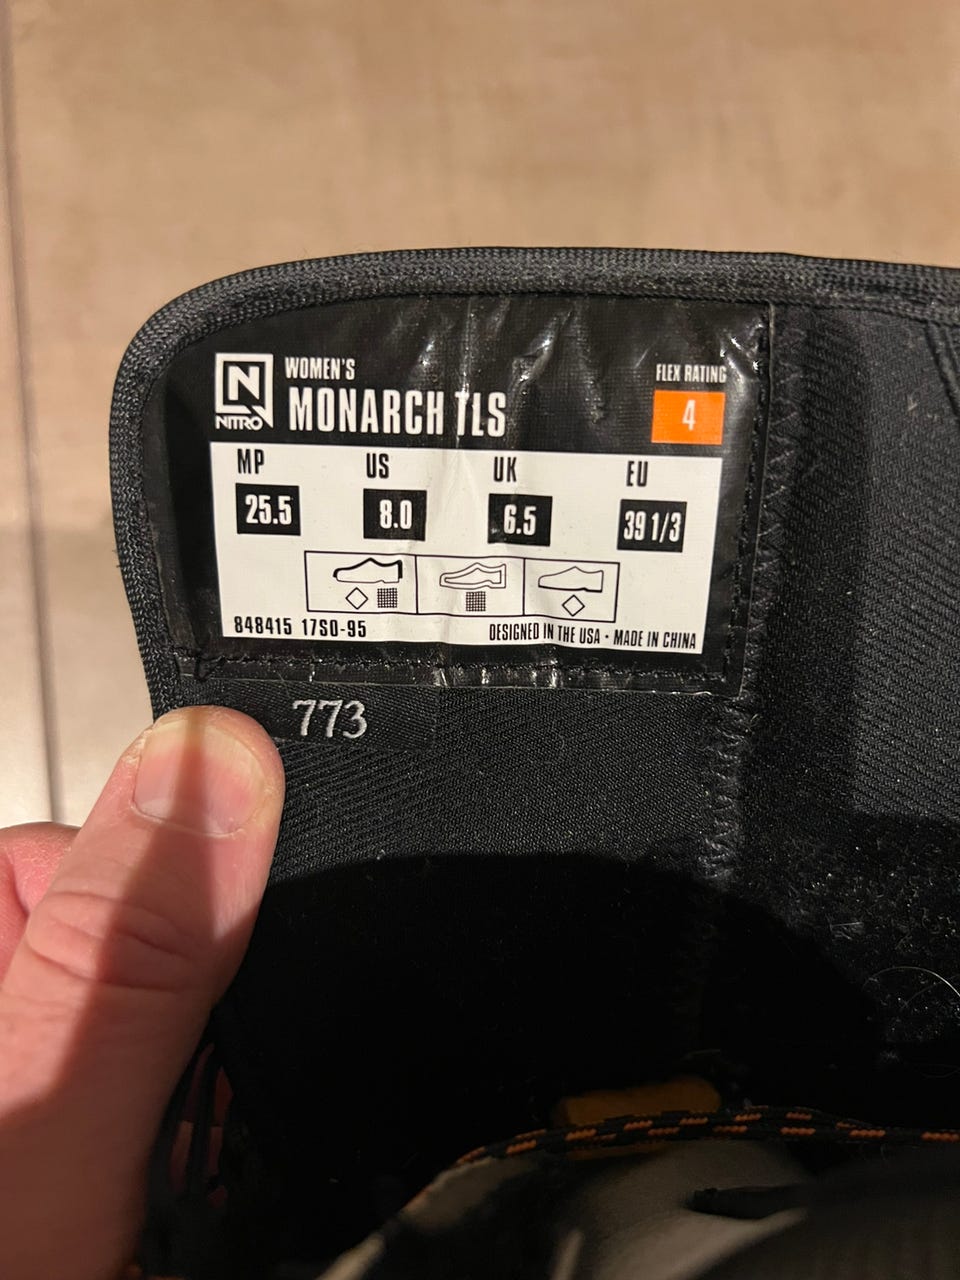 N
NITRO
WOMEN'S
MONARCH TLS
FLEX RATING
4
MP US UK EU
25.5 8.0 6.5 39 1/3
848415 17S0-95 DESIGNED IN THE USA • MADE IN CHINA
773